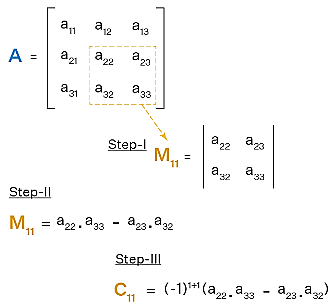 a11 a12 a13
A = a21 a22 a23
a31 a32 a33
Step-I
M11 = a22 a23
a32 a33
Step-II
M11 = a22.a33 - a23.a32
Step-III
C11 = (-1)1+1(a22.a33 - a23.a32)